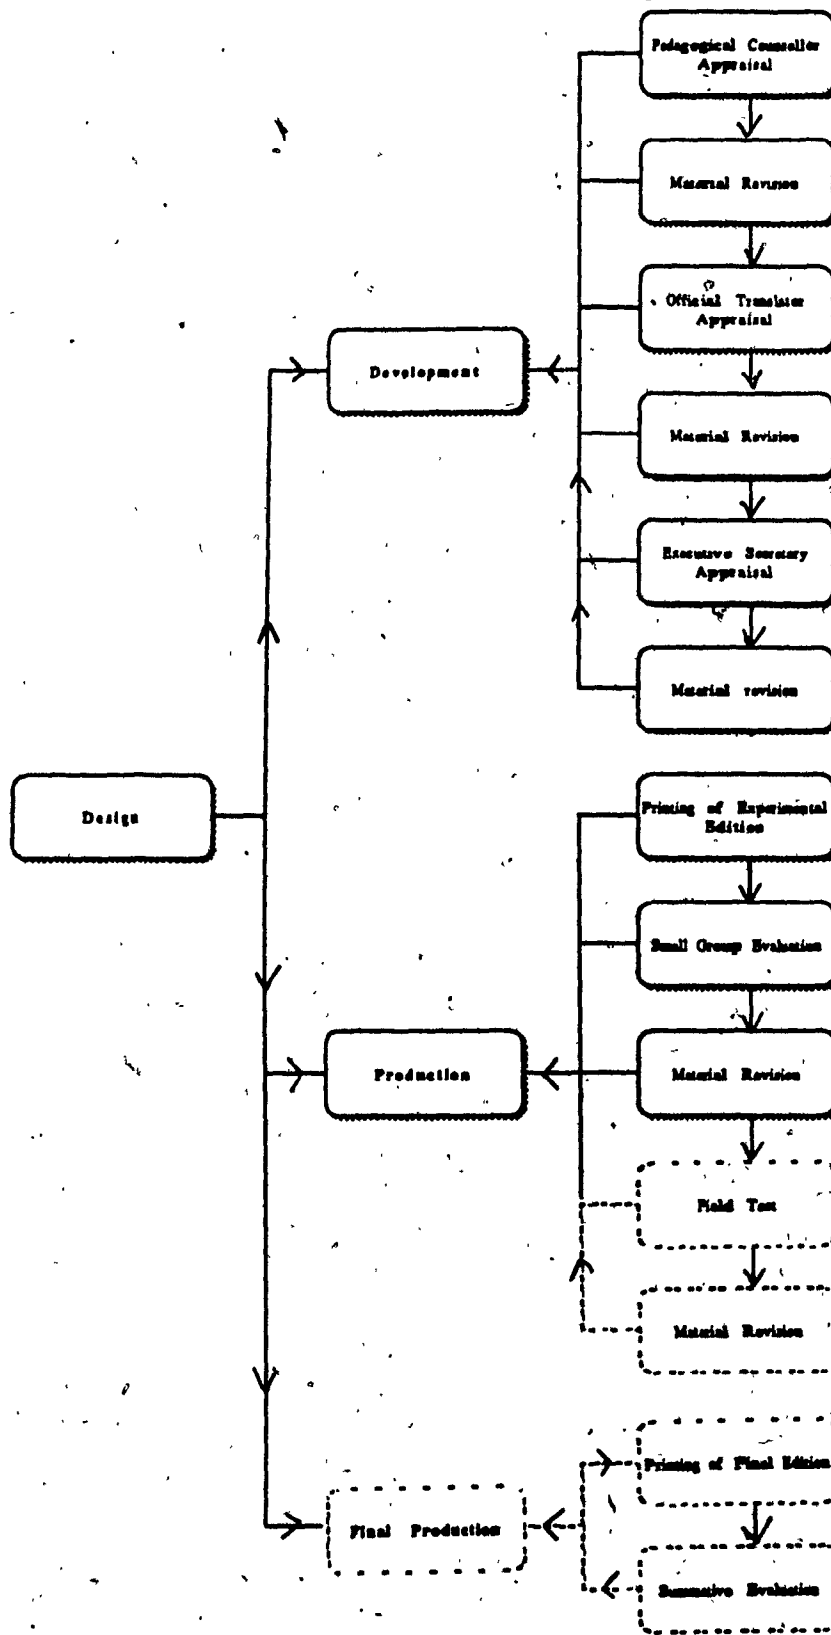 Pedagogical Counsellor
Appraisal
Material Revision
Official Translator
Appraisal
Development
Material Revision
Executive Secretary
Appraisal
Material revision
Design
Printing of Experimental
Edition
Small Group Evaluation
Production
Material Revision
Field Test
Material Revision
Printing of Final Edition
Final Production
Summative Evaluation